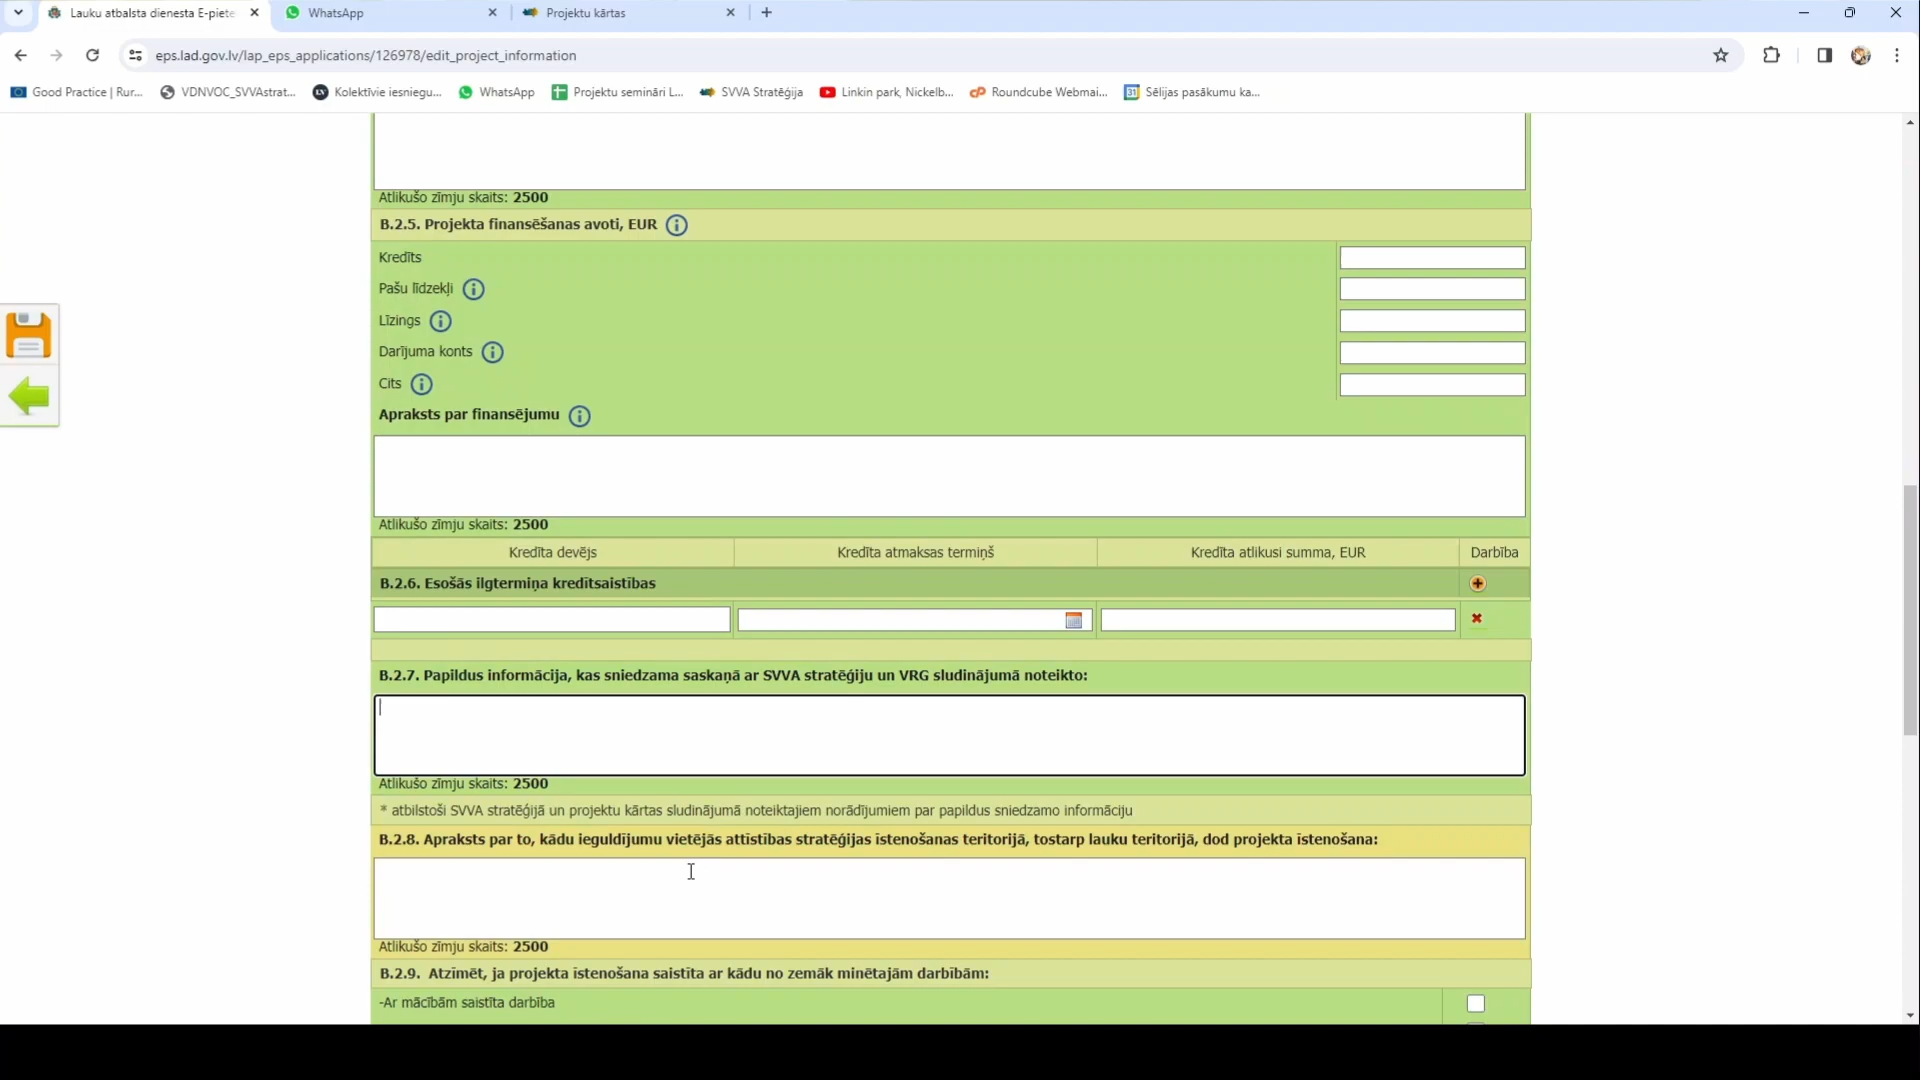 Lauku atbalsta dienesta E-piete
WhatsApp
Projektu kārtas
eps.lad.gov.lv/lap_eps_applications/126978/edit_project_information
Good Practice | Rur...
VDNVOC_SVVAstrat...
Kolektīvie iesniegu...
WhatsApp
Projektu semināri L...
SVVA Stratēģija
Linkin park, Nickelb...
Roundcube Webmai...
Sēlijas pasākumu ka...
Atlikušo zīmju skaits: 2500
B.2.5. Projekta finansēšanas avoti, EUR
Kredīts
Pašu līdzekļi
Līzings
Darījuma konts
Cits
Apraksts par finansējumu
Atlikušo zīmju skaits: 2500
Kredīta devējs Kredīta atmaksas termiņš Kredīta atlikusi summa, EUR Darbība
B.2.6. Esošās ilgtermiņa kredītsaistības
B.2.7. Papildus informācija, kas sniedzama saskaņā ar SVVA stratēģiju un VRG sludinājumā noteikto:
Atlikušo zīmju skaits: 2500
* atbilstoši SVVA stratēģijā un projektu kārtas sludinājumā noteiktajiem norādījumiem par papildus sniedzamo informāciju
B.2.8. Apraksts par to, kādu ieguldījumu vietējās attīstības stratēģijas īstenošanas teritorijā, tostarp lauku teritorijā, dod projekta īstenošana:
Atlikušo zīmju skaits: 2500
B.2.9. Atzīmēt, ja projekta īstenošana saistīta ar kādu no zemāk minētajām darbībām:
-Ar mācībām saistīta darbība